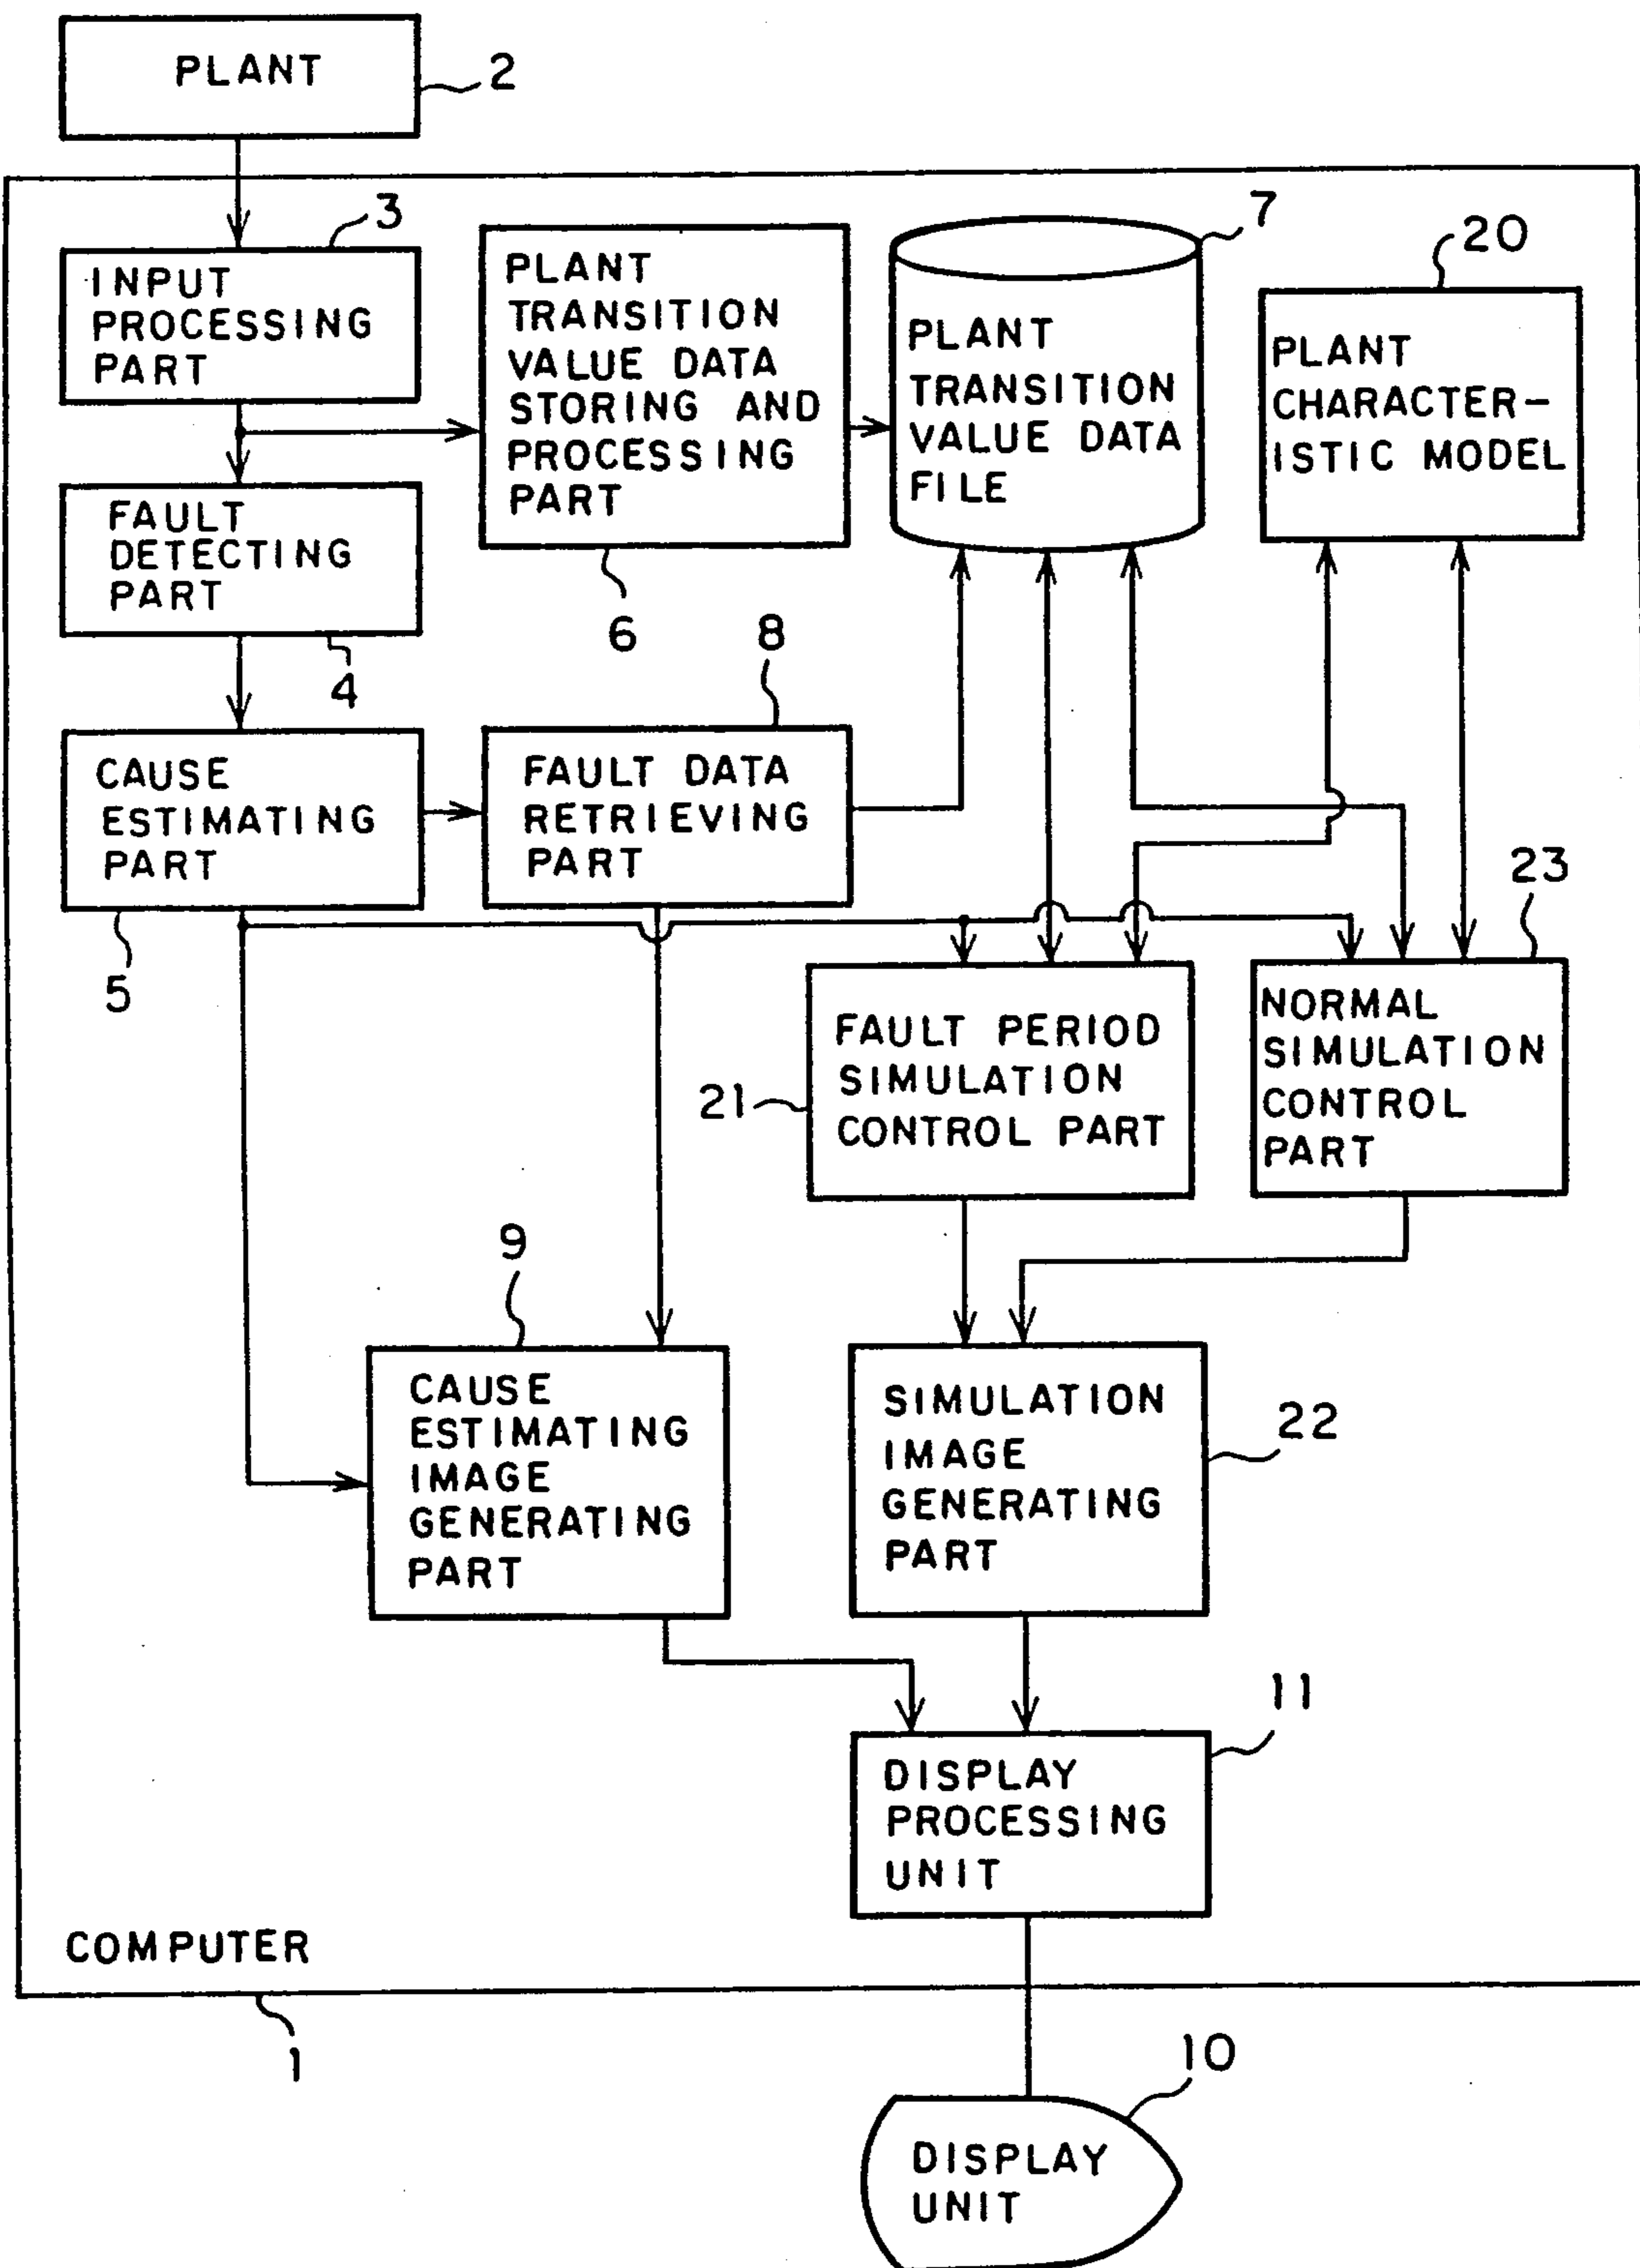 PLANT
2
3
INPUT
PROCESSING
PART
PLANT
TRANSITION
VALUE DATA
STORING AND
PROCESSING
PART
6
7
PLANT
TRANSITION
VALUE DATA
FILE
20
PLANT
CHARACTER-
ISTIC MODEL
FAULT
DETECTING
PART
4
CAUSE
ESTIMATING
PART
5
8
FAULT DATA
RETRIEVING
PART
21
FAULT PERIOD
SIMULATION
CONTROL PART
23
NORMAL
SIMULATION
CONTROL
PART
9
CAUSE
ESTIMATING
IMAGE
GENERATING
PART
SIMULATION
IMAGE
GENERATING
PART
22
11
DISPLAY
PROCESSING
UNIT
COMPUTER
1
10
DISPLAY
UNIT